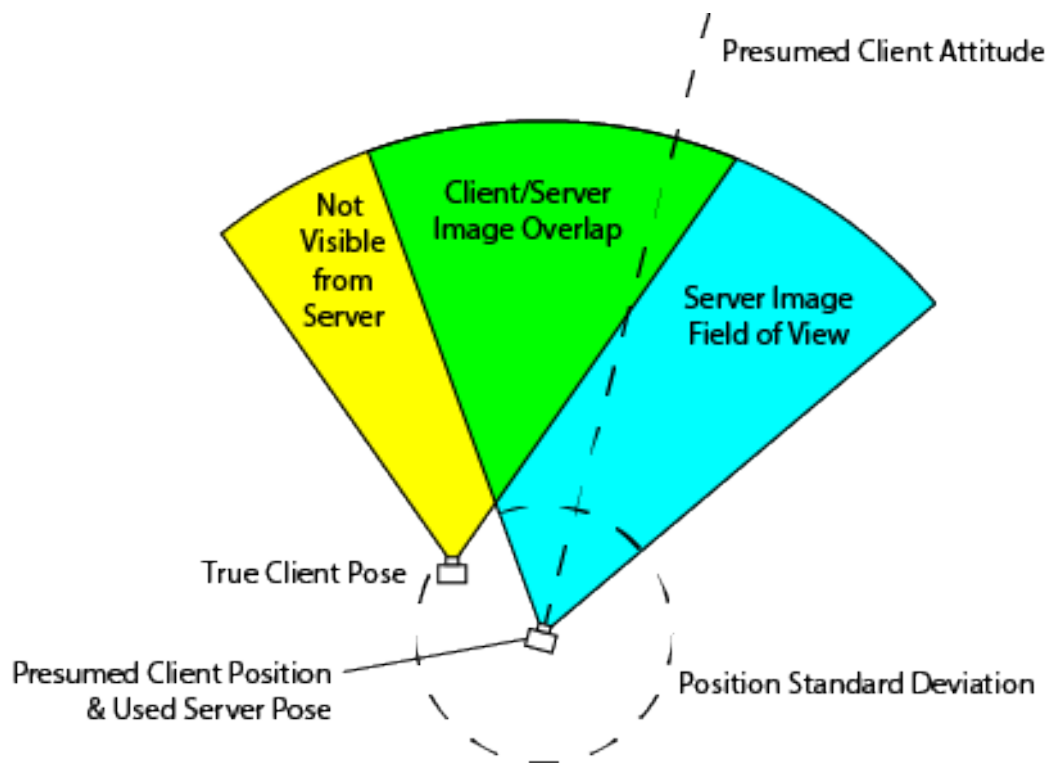 Presumed Client Attitude
Not
Visible
from
Server
Client/Server
Image Overlap
Server Image
Field of View
True Client Pose
Presumed Client Position
& Used Server Pose
Position Standard Deviation